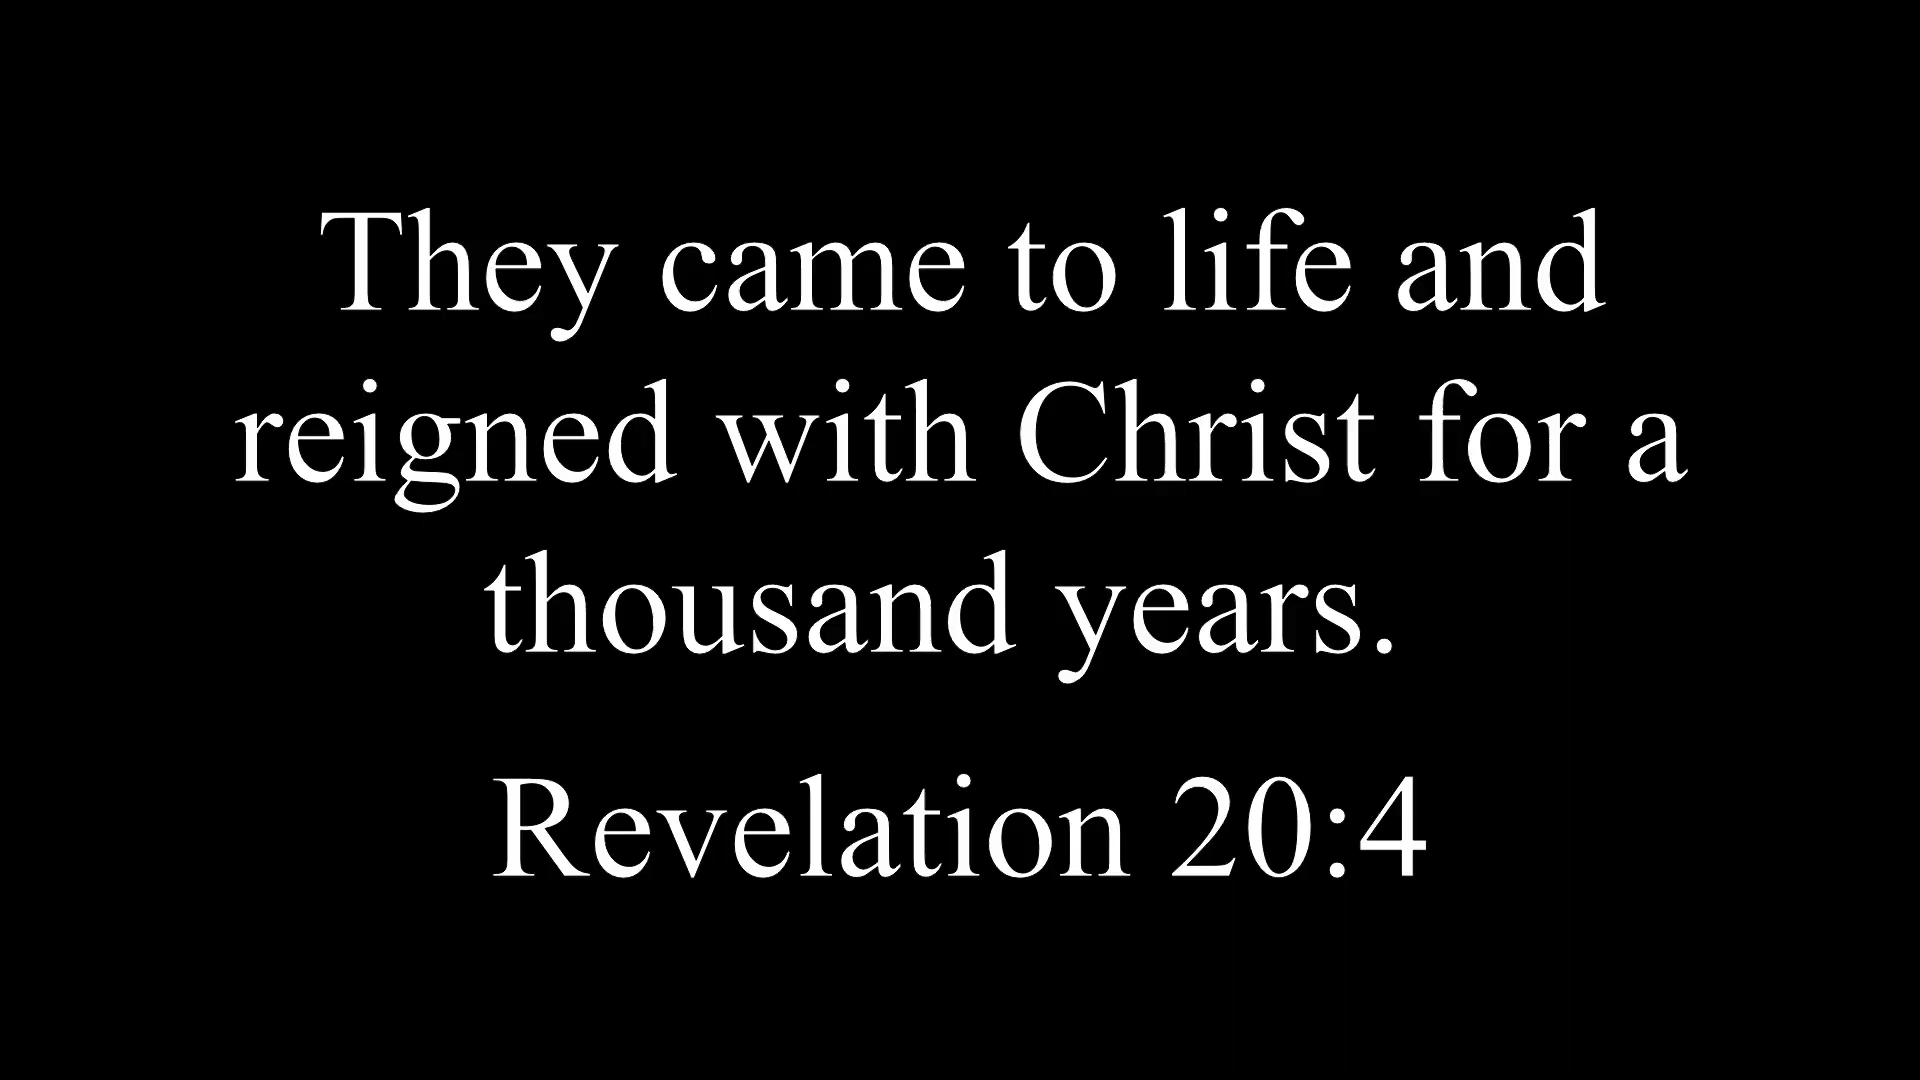 They came to life and
reigned with Christ for a
thousand years.
Revelation 20:4